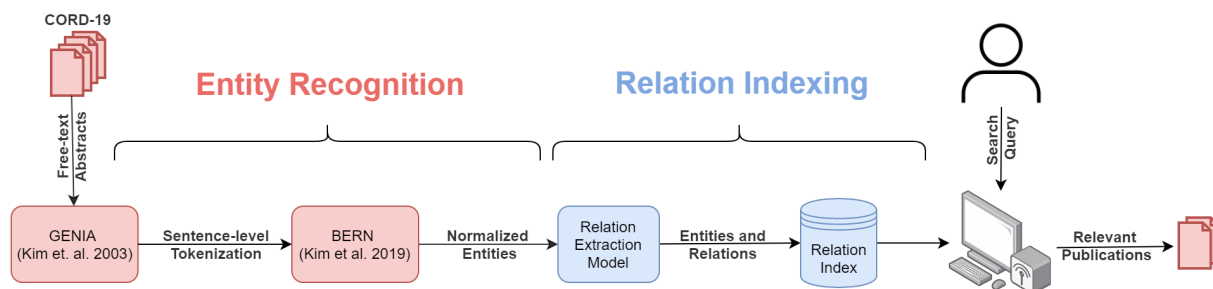 CORD-19
Entity Recognition
Relation Indexing
Free-text
Abstracts
Search
Query
GENIA
(Kim et. al 2003)
Sentence-level
Tokenization
BERN
(Kim et al. 2019)
Normalized
Entities
Relation
Extraction
Model
Entities and
Relations
Relation
Index
Relevant
Publications